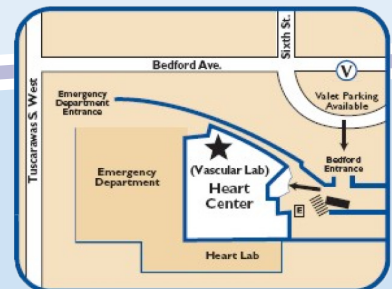 Sixth St.
Bedford Ave.
Tuscarawas S. West
V
Valet Parking
Available
Emergency
Department
Entrance
Bedford
Entrance
Emergency
Department
(Vascular Lab)
Heart
Center
E
Heart Lab